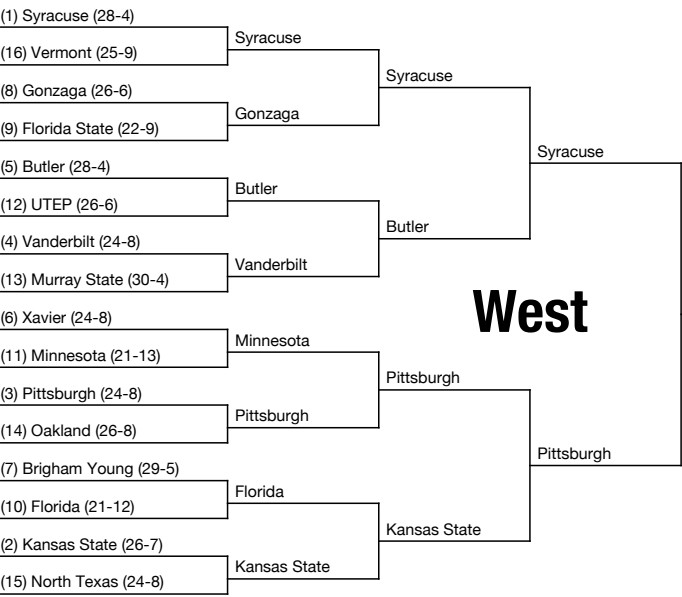 (1) Syracuse (28-4)
Syracuse
(16) Vermont (25-9)
Syracuse
(8) Gonzaga (26-6)
Gonzaga
(9) Florida State (22-9)
Syracuse
(5) Butler (28-4)
Butler
(12) UTEP (26-6)
Butler
(4) Vanderbilt (24-8)
Vanderbilt
(13) Murray State (30-4)
West
(6) Xavier (24-8)
Minnesota
(11) Minnesota (21-13)
Pittsburgh
(3) Pittsburgh (24-8)
Pittsburgh
(14) Oakland (26-8)
Pittsburgh
(7) Brigham Young (29-5)
Florida
(10) Florida (21-12)
Kansas State
(2) Kansas State (26-7)
Kansas State
(15) North Texas (24-8)